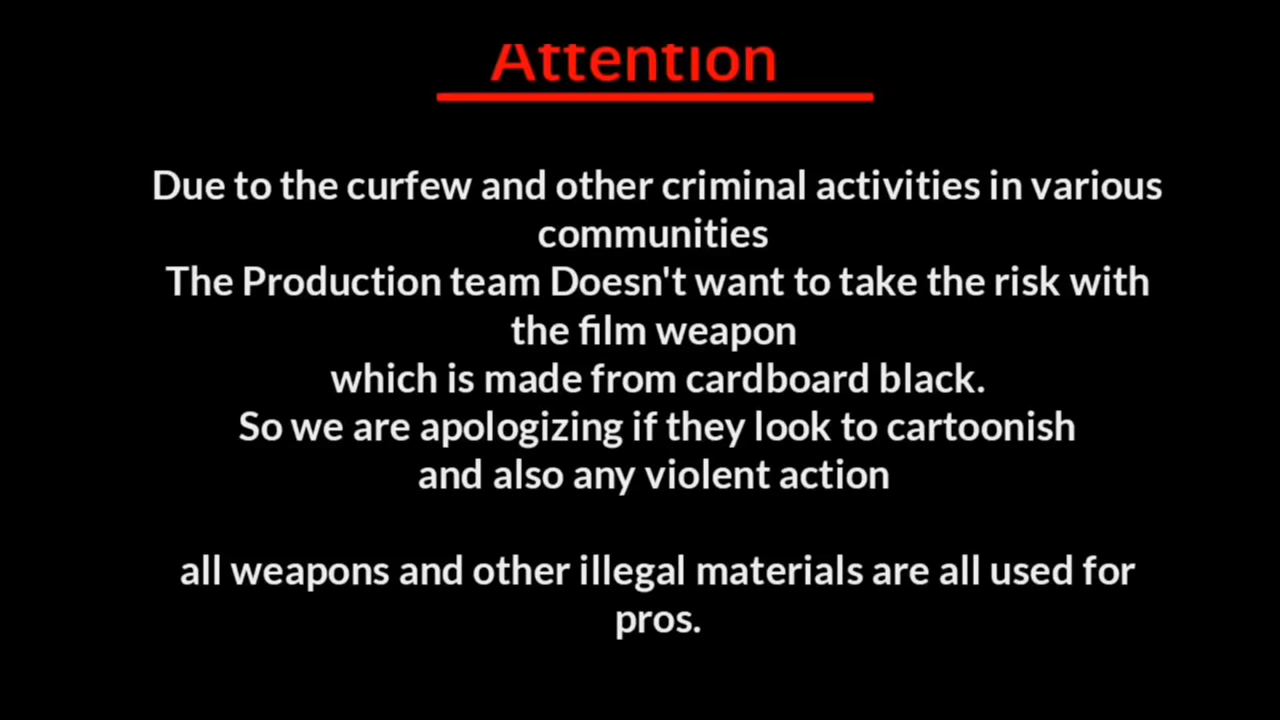 Attention
Due to the curfew and other criminal activities in various
communities
The Production team Doesn't want to take the risk with
the film weapon
which is made from cardboard black.
So we are apologizing if they look to cartoonish
and also any violent action
all weapons and other illegal materials are all used for
pros.